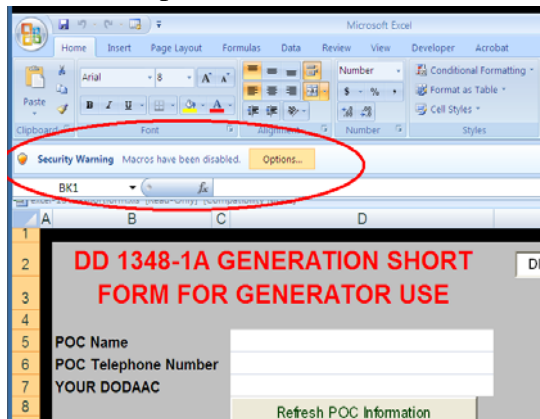 Microsoft Excel
Home Insert Page Layout Formulas Data Review View Developer Acrobat
Arial 8 A A Number Conditional Formatting
Paste B I U A $ % , Format as Table
Cell Styles
Clipboard Font Alignment Number Styles
Security Warning Macros have been disabled. Options...
BK1 fx
[Read-Only]
A B C D
1
2 DD 1348-1A GENERATION SHORT
3 FORM FOR GENERATOR USE
4
5 POC Name
6 POC Telephone Number
7 YOUR DODAAC
8 Refresh POC Information